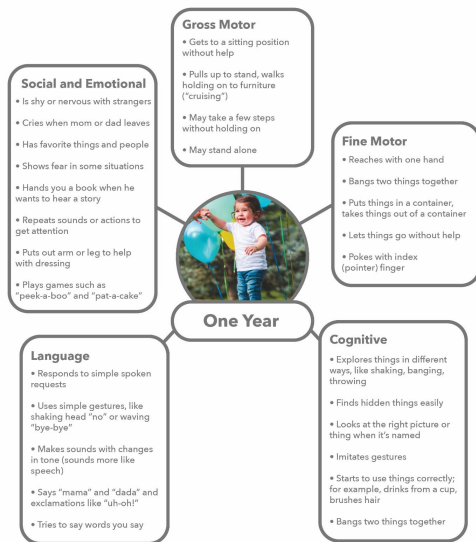 Gross Motor
• Gets to a sitting position
without help
• Pulls up to stand, walks
holding on to furniture
(“cruising”)
• May take a few steps
without holding on
• May stand alone
Social and Emotional
• Is shy or nervous with strangers
• Cries when mom or dad leaves
• Has favorite things and people
• Shows fear in some situations
• Hands you a book when he
wants to hear a story
• Repeats sounds or actions to
get attention
• Puts out arm or leg to help
with dressing
• Plays games such as
“peek-a-boo” and “pat-a-cake”
Fine Motor
• Reaches with one hand
• Bangs two things together
• Puts things in a container,
takes things out of a container
• Lets things go without help
• Pokes with index
(pointer) finger
One Year
Language
• Responds to simple spoken
requests
• Uses simple gestures, like
shaking head “no” or waving
“bye-bye”
• Makes sounds with changes
in tone (sounds more like
speech)
• Says “mama” and “dada” and
exclamations like “uh-oh!”
• Tries to say words you say
Cognitive
• Explores things in different
ways, like shaking, banging,
throwing
• Finds hidden things easily
• Looks at the right picture or
thing when it’s named
• Imitates gestures
• Starts to use things correctly;
for example, drinks from a cup,
brushes hair
• Bangs two things together